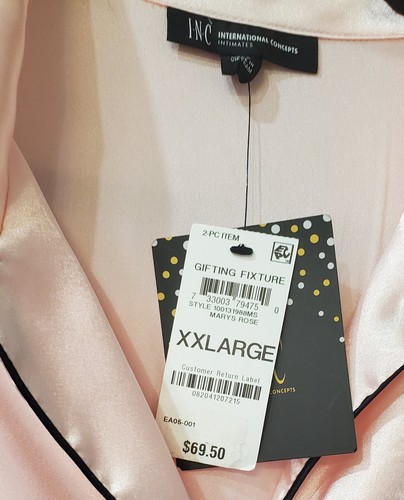 I·N·C INTERNATIONAL CONCEPTS
INTIMATES
2-PC ITEM
GIFTING FIXTURE
7 33003 79475 0
STYLE 100131988MS
MARYS ROSE
XXLARGE
Customer Return Label
082041207215
EA05-001
$69.50
CONCEPTS